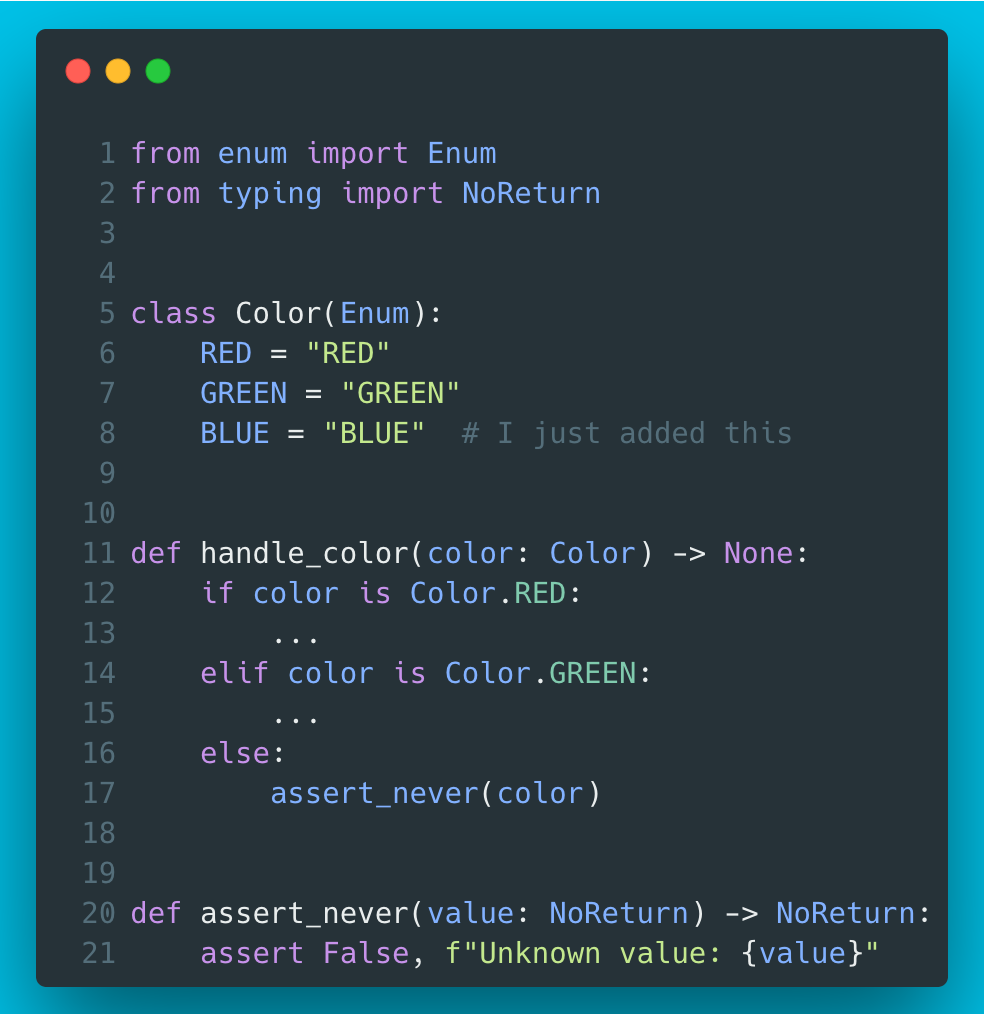 1 from enum import Enum
2 from typing import NoReturn
3
4
5 class Color(Enum):
6     RED = "RED"
7     GREEN = "GREEN"
8     BLUE = "BLUE"  # I just added this
9
10
11 def handle_color(color: Color) -> None:
12     if color is Color.RED:
13         ...
14     elif color is Color.GREEN:
15         ...
16     else:
17         assert_never(color)
18
19
20 def assert_never(value: NoReturn) -> NoReturn:
21     assert False, f"Unknown value: {value}"